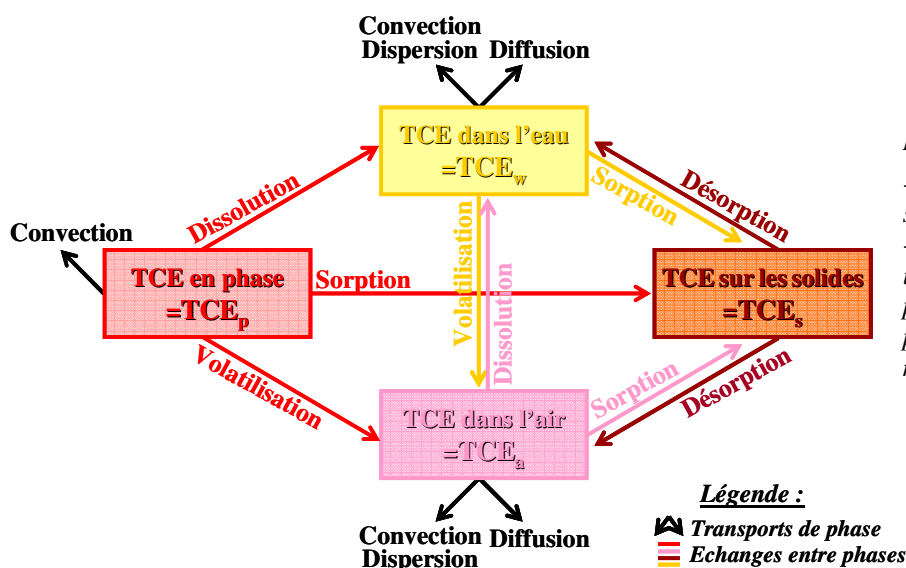 Convection
Dispersion
Diffusion
TCE dans l'eau
=TCEw
Dissolution
Sorption
Désorption
Convection
TCE en phase
=TCEp
Sorption
Volatilisation
Dissolution
TCE sur les solides
=TCEs
Volatilisation
TCE dans l'air
=TCEa
Sorption
Désorption
Convection
Dispersion
Diffusion
Légende :
Transports de phase
Echanges entre phases